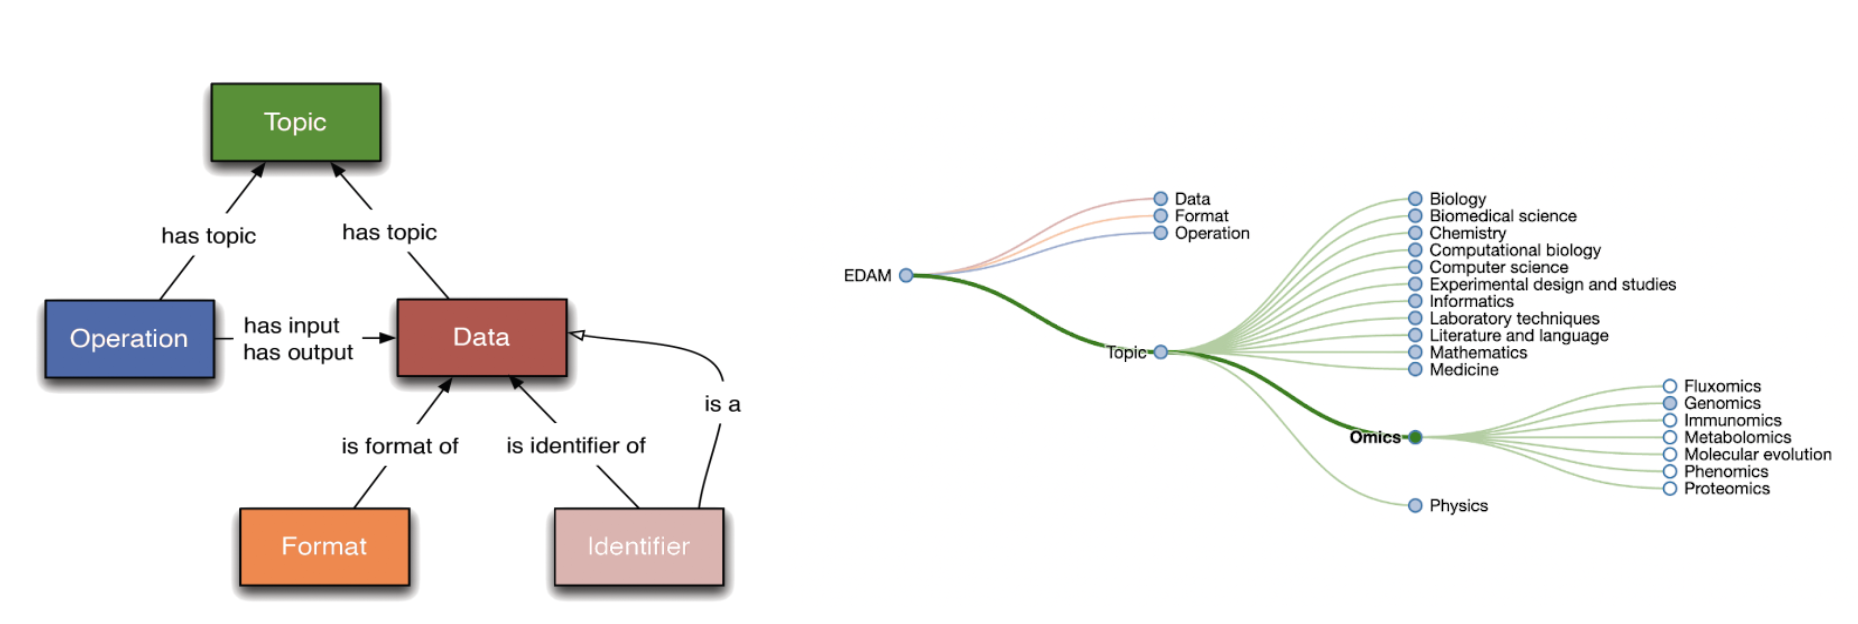 Topic
has topic
has topic
Operation
has input
has output
Data
is a
is format of
is identifier of
Format
Identifier
EDAM
Data
Format
Operation
Topic
Biology
Biomedical science
Chemistry
Computational biology
Computer science
Experimental design and studies
Informatics
Laboratory techniques
Literature and language
Mathematics
Medicine
Omics
Fluxomics
Genomics
Immunomics
Metabolomics
Molecular evolution
Phenomics
Proteomics
Physics